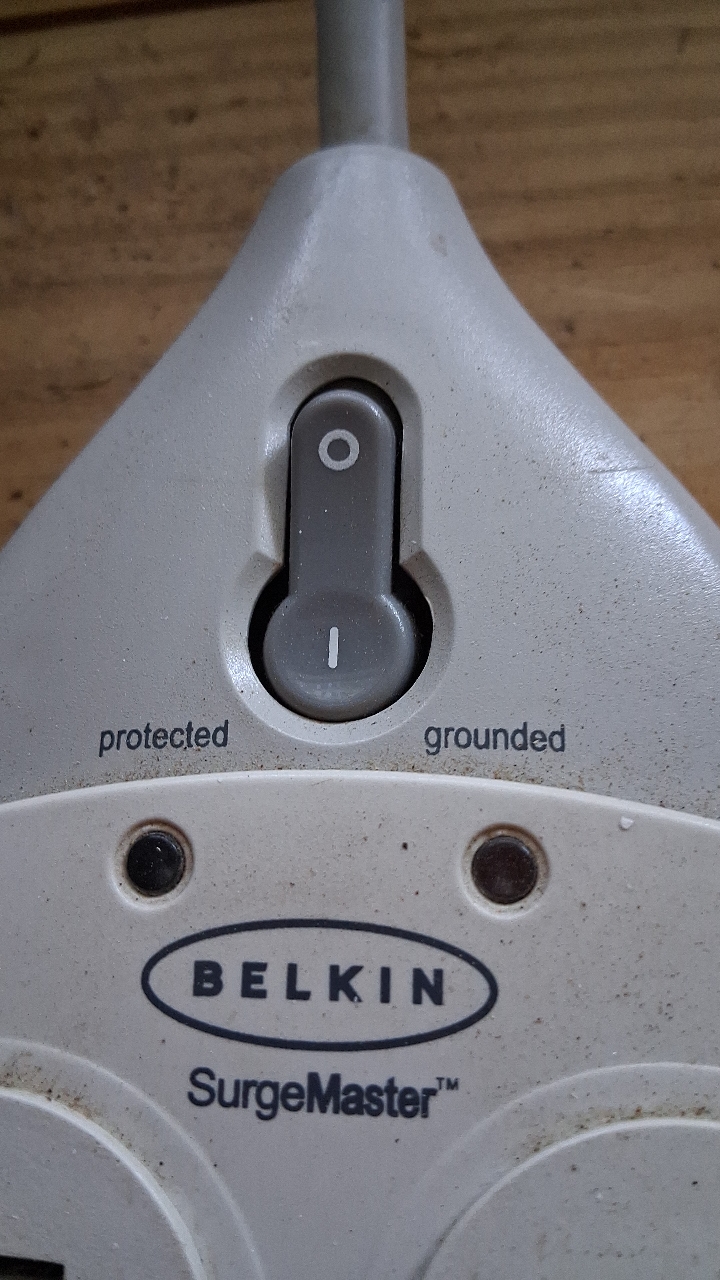 O
I
protected grounded
BELKIN
SurgeMaster™